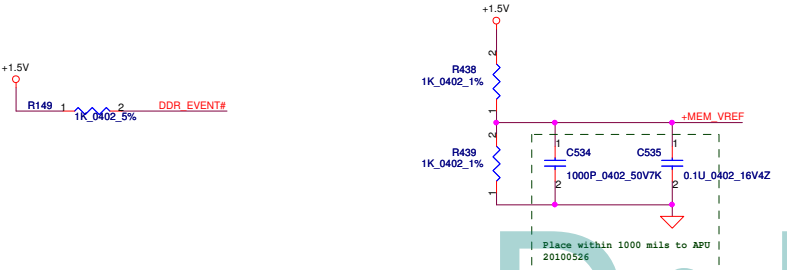 +1.5V
R149 1 2 DDR_EVENT#
1K_0402_5%
+1.5V
2
R438
1K_0402_1%
1
+MEM_VREF
2
R439
1K_0402_1%
1
1
C534
1000P_0402_50V7K
2
1
C535
0.1U_0402_16V4Z
2
Place within 1000 mils to APU
20100526